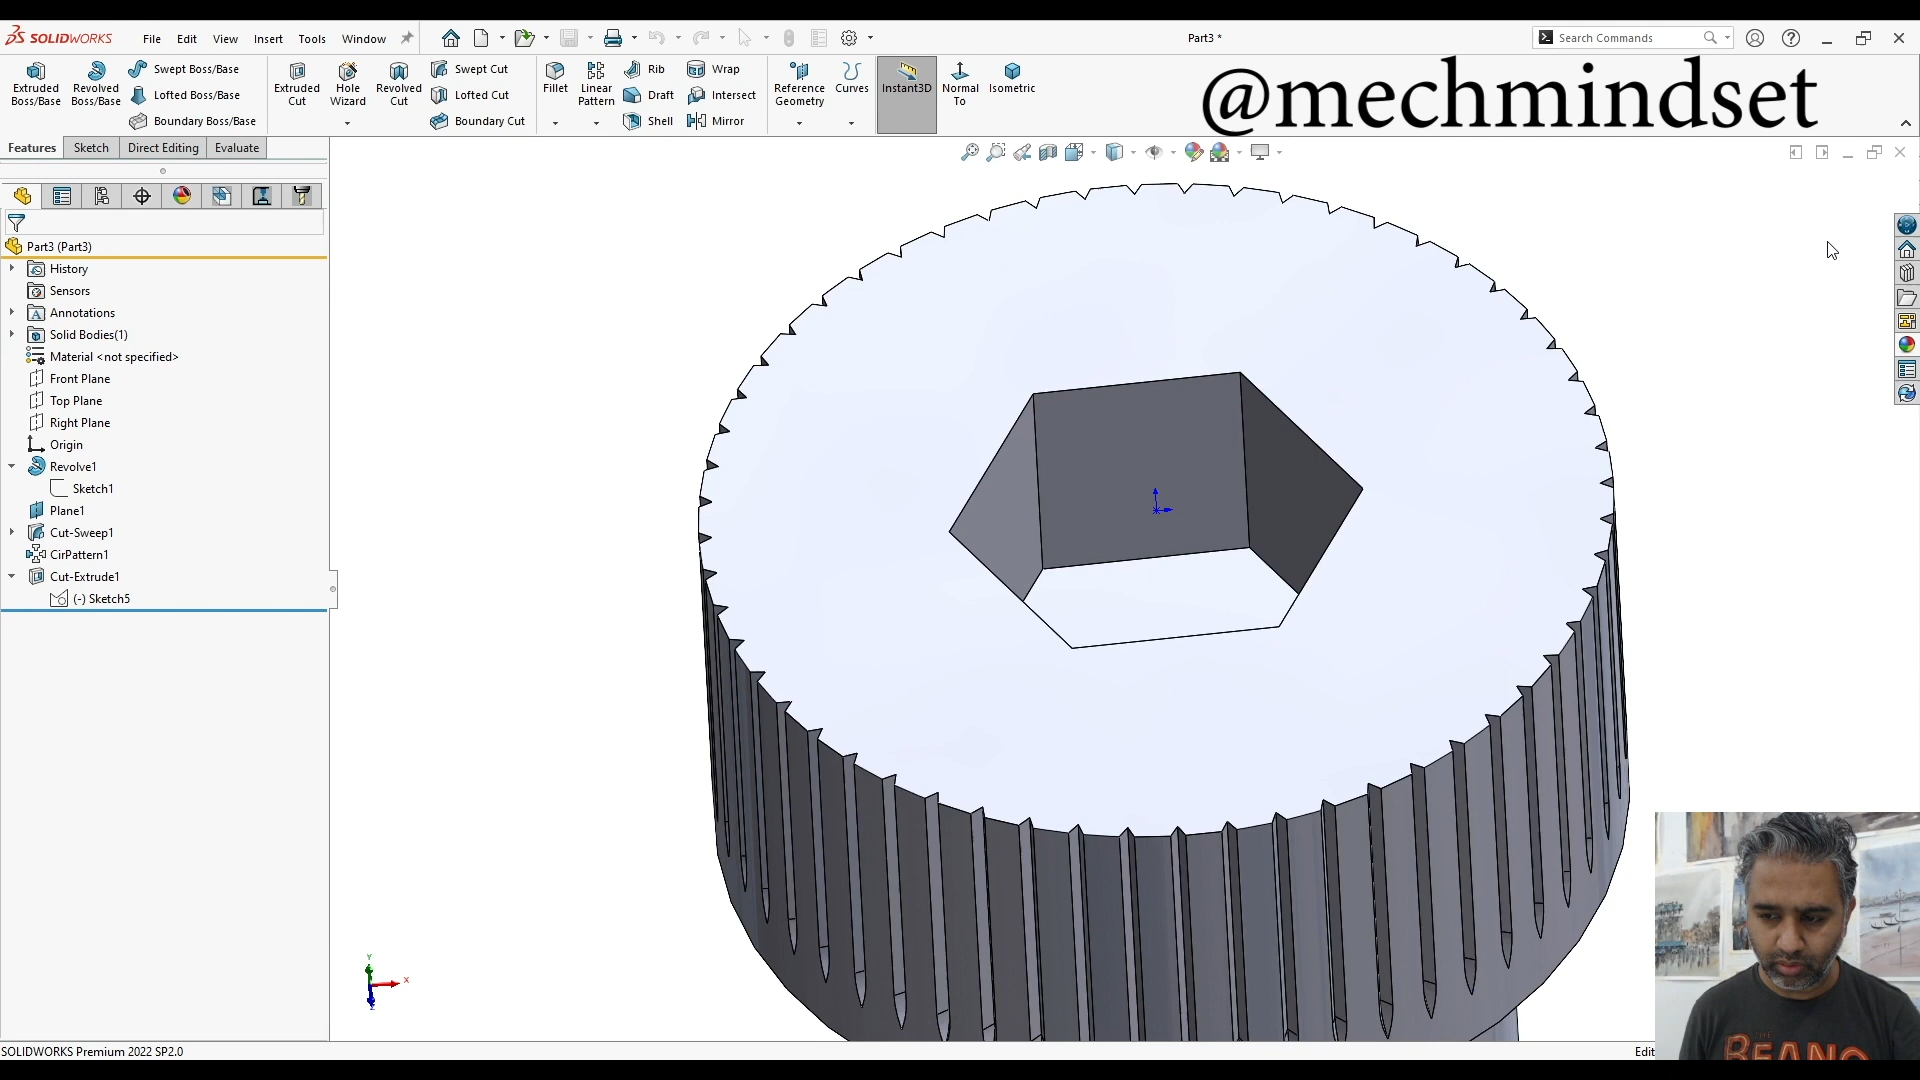 SOLIDWORKS File Edit View Insert Tools Window Part3 * Search Commands
Extruded Boss/Base Revolved Boss/Base Swept Boss/Base Lofted Boss/Base Boundary Boss/Base Extruded Cut Hole Wizard Revolved Cut Swept Cut Lofted Cut Boundary Cut Fillet Linear Pattern Rib Draft Shell Wrap Intersect Mirror Reference Geometry Curves Instant3D Normal To Isometric
@mechmindset
Features Sketch Direct Editing Evaluate
Part3 (Part3)
History
Sensors
Annotations
Solid Bodies(1)
Material <not specified>
Front Plane
Top Plane
Right Plane
Origin
Revolve1
Sketch1
Plane1
Cut-Sweep1
CirPattern1
Cut-Extrude1
(-) Sketch5
Y
X
Z
SOLIDWORKS Premium 2022 SP2.0